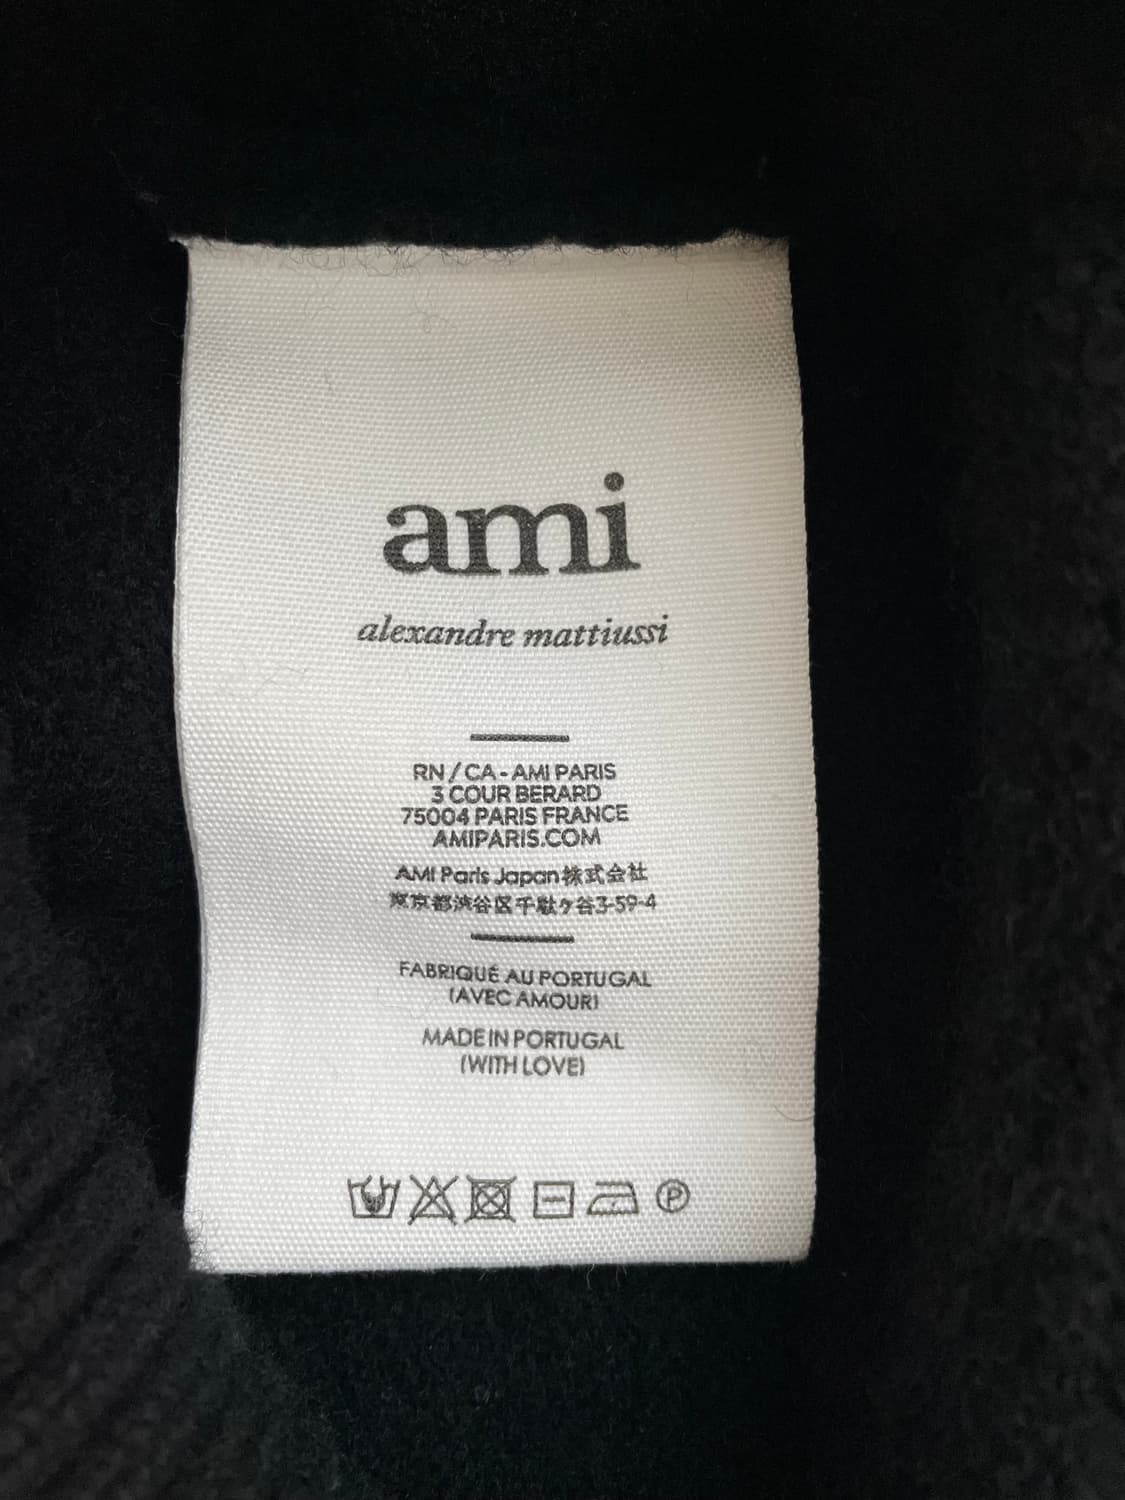 ami
alexandre mattiussi
RN / CA - AMI PARIS
3 COUR BERARD
75004 PARIS FRANCE
AMIPARIS.COM
AMI Paris Japan株式会社
東京都渋谷区千駄ヶ谷3-59-4
FABRIQUÉ AU PORTUGAL
(AVEC AMOUR)
MADE IN PORTUGAL
(WITH LOVE)
P